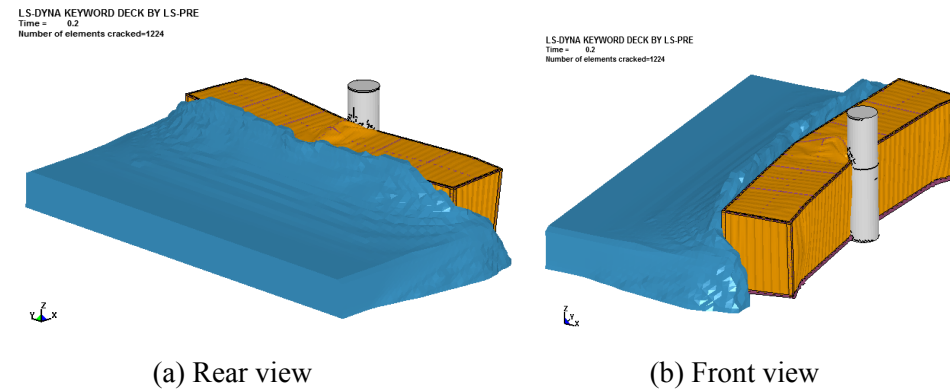 LS-DYNA KEYWORD DECK BY LS-PRE
Time = 0.2
Number of elements cracked=1224
LS-DYNA KEYWORD DECK BY LS-PRE
Time = 0.2
Number of elements cracked=1224
Z
Y X
Z
Y X
(a) Rear view
(b) Front view